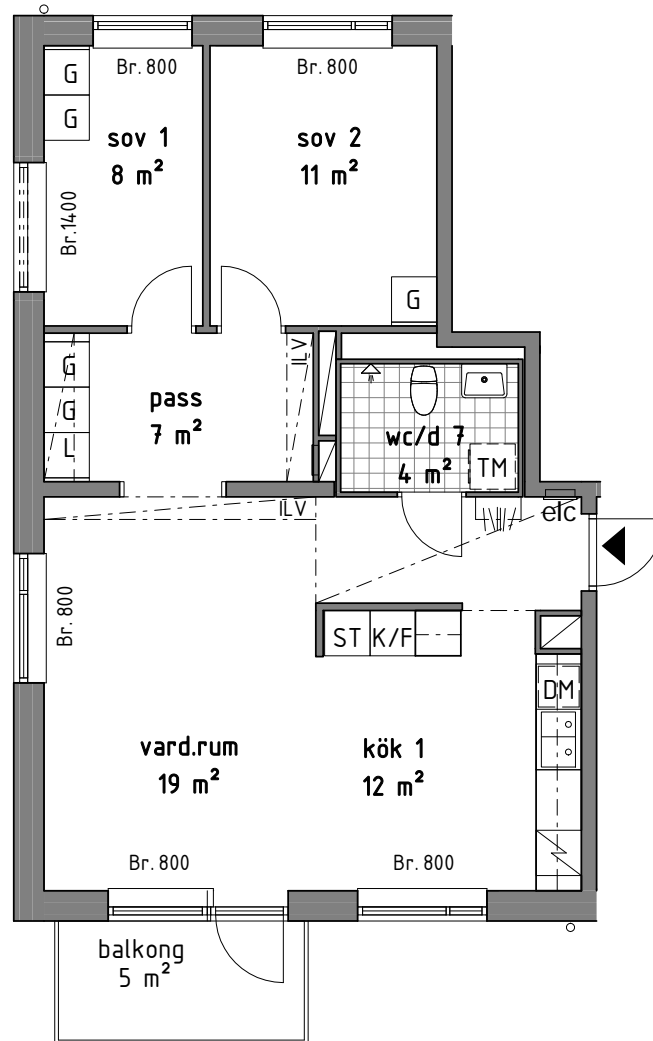 Br. 800
Br. 800
G
G
sov 1
8 m²
sov 2
11 m²
Br.1400
G
G
G
L
pass
7 m²
ILV
wc/d 7
4 m²
TM
ILV
elc
Br. 800
ST
K/F
DM
vard.rum
19 m²
kök 1
12 m²
Br. 800
Br. 800
balkong
5 m²